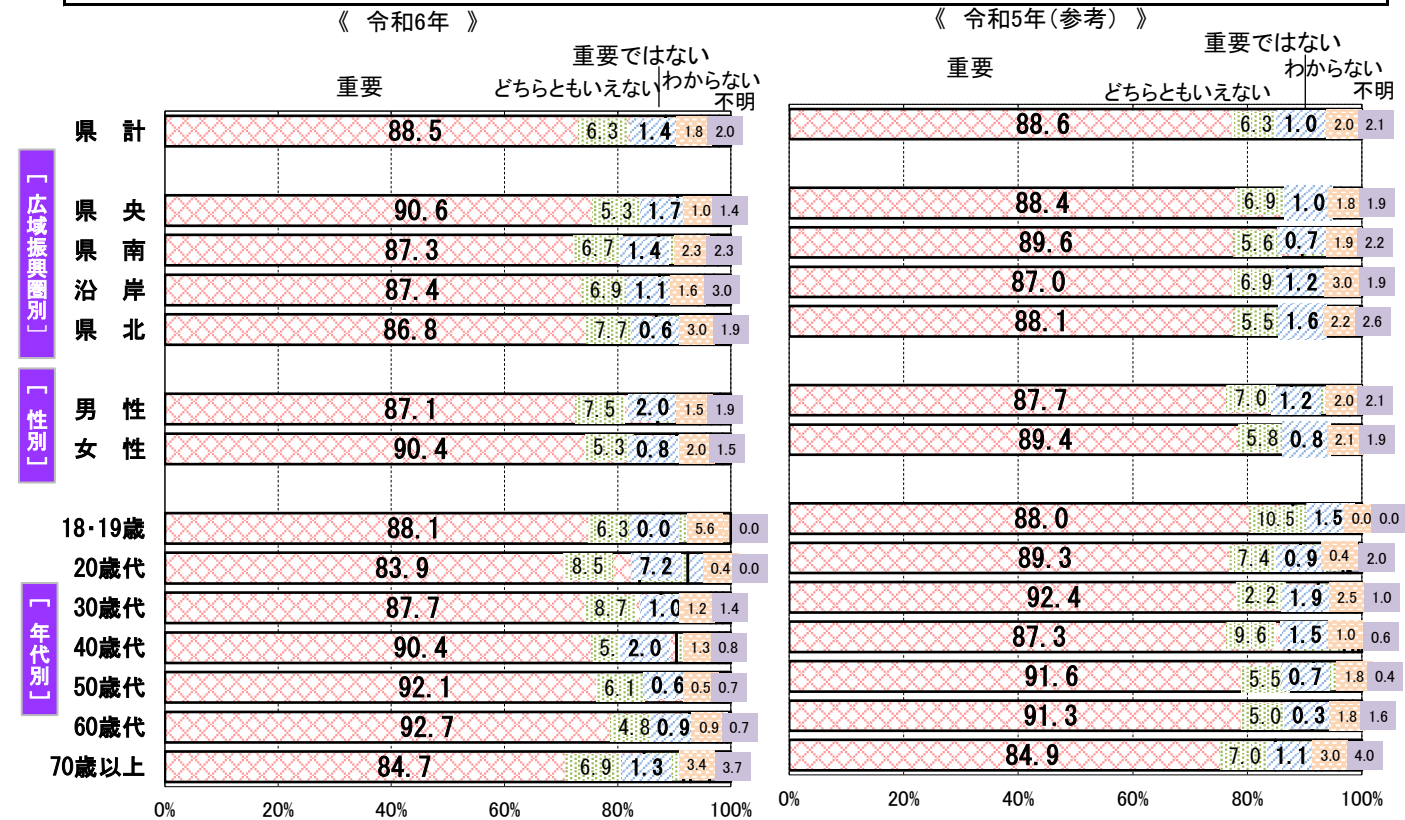 《 令和6年 》
重要ではない
重要
どちらともいえない
わからない
不明
県 計 88.5 6.3 1.4 1.8 2.0
[ 広域振興圏別 ]
県 央 90.6 5.3 1.7 1.0 1.4
県 南 87.3 6.7 1.4 2.3 2.3
沿 岸 87.4 6.9 1.1 1.6 3.0
県 北 86.8 7.7 0.6 3.0 1.9
[ 性別 ]
男 性 87.1 7.5 2.0 1.5 1.9
女 性 90.4 5.3 0.8 2.0 1.5
[ 年代別 ]
18・19歳 88.1 6.3 0.0 5.6 0.0
20歳代 83.9 8.5 7.2 0.4 0.0
30歳代 87.7 8.7 1.0 1.2 1.4
40歳代 90.4 5. 2.0 1.3 0.8
50歳代 92.1 6.1 0.6 0.5 0.7
60歳代 92.7 4.8 0.9 0.9 0.7
70歳以上 84.7 6.9 1.3 3.4 3.7
0% 20% 40% 60% 80% 100%
《 令和5年(参考) 》
重要ではない
重要
わからない
どちらともいえない
不明
88.6 6.3 1.0 2.0 2.1
88.4 6.9 1.0 1.8 1.9
89.6 5.6 0.7 1.9 2.2
87.0 6.9 1.2 3.0 1.9
88.1 5.5 1.6 2.2 2.6
87.7 7.0 1.2 2.0 2.1
89.4 5.8 0.8 2.1 1.9
88.0 10.5 1.5 0.0 0.0
89.3 7.4 0.9 0.4 2.0
92.4 2.2 1.9 2.5 1.0
87.3 9.6 1.5 1.0 0.6
91.6 5.5 0.7 1.8 0.4
91.3 5.0 0.3 1.8 1.6
84.9 7.0 1.1 3.0 4.0
0% 20% 40% 60% 80% 100%